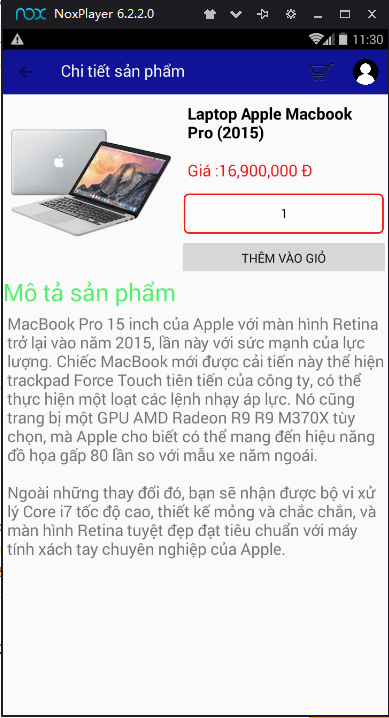 nox NoxPlayer 6.2.2.0
11:30
Chi tiết sản phẩm
Laptop Apple Macbook
Pro (2015)
Giá :16,900,000 Đ
1
THÊM VÀO GIỎ
Mô tả sản phẩm
MacBook Pro 15 inch của Apple với màn hình Retina
trở lại vào năm 2015, lần này với sức mạnh của lực
lượng. Chiếc MacBook mới được cải tiến này thể hiện
trackpad Force Touch tiên tiến của công ty, có thể
thực hiện một loạt các lệnh nhạy áp lực. Nó cũng
trang bị một GPU AMD Radeon R9 R9 M370X tùy
chọn, mà Apple cho biết có thể mang đến hiệu năng
đồ họa gấp 80 lần so với mẫu xe năm ngoái.
Ngoài những thay đổi đó, bạn sẽ nhận được bộ vi xử
lý Core i7 tốc độ cao, thiết kế mỏng và chắc chắn, và
màn hình Retina tuyệt đẹp đạt tiêu chuẩn với máy
tính xách tay chuyên nghiệp của Apple.